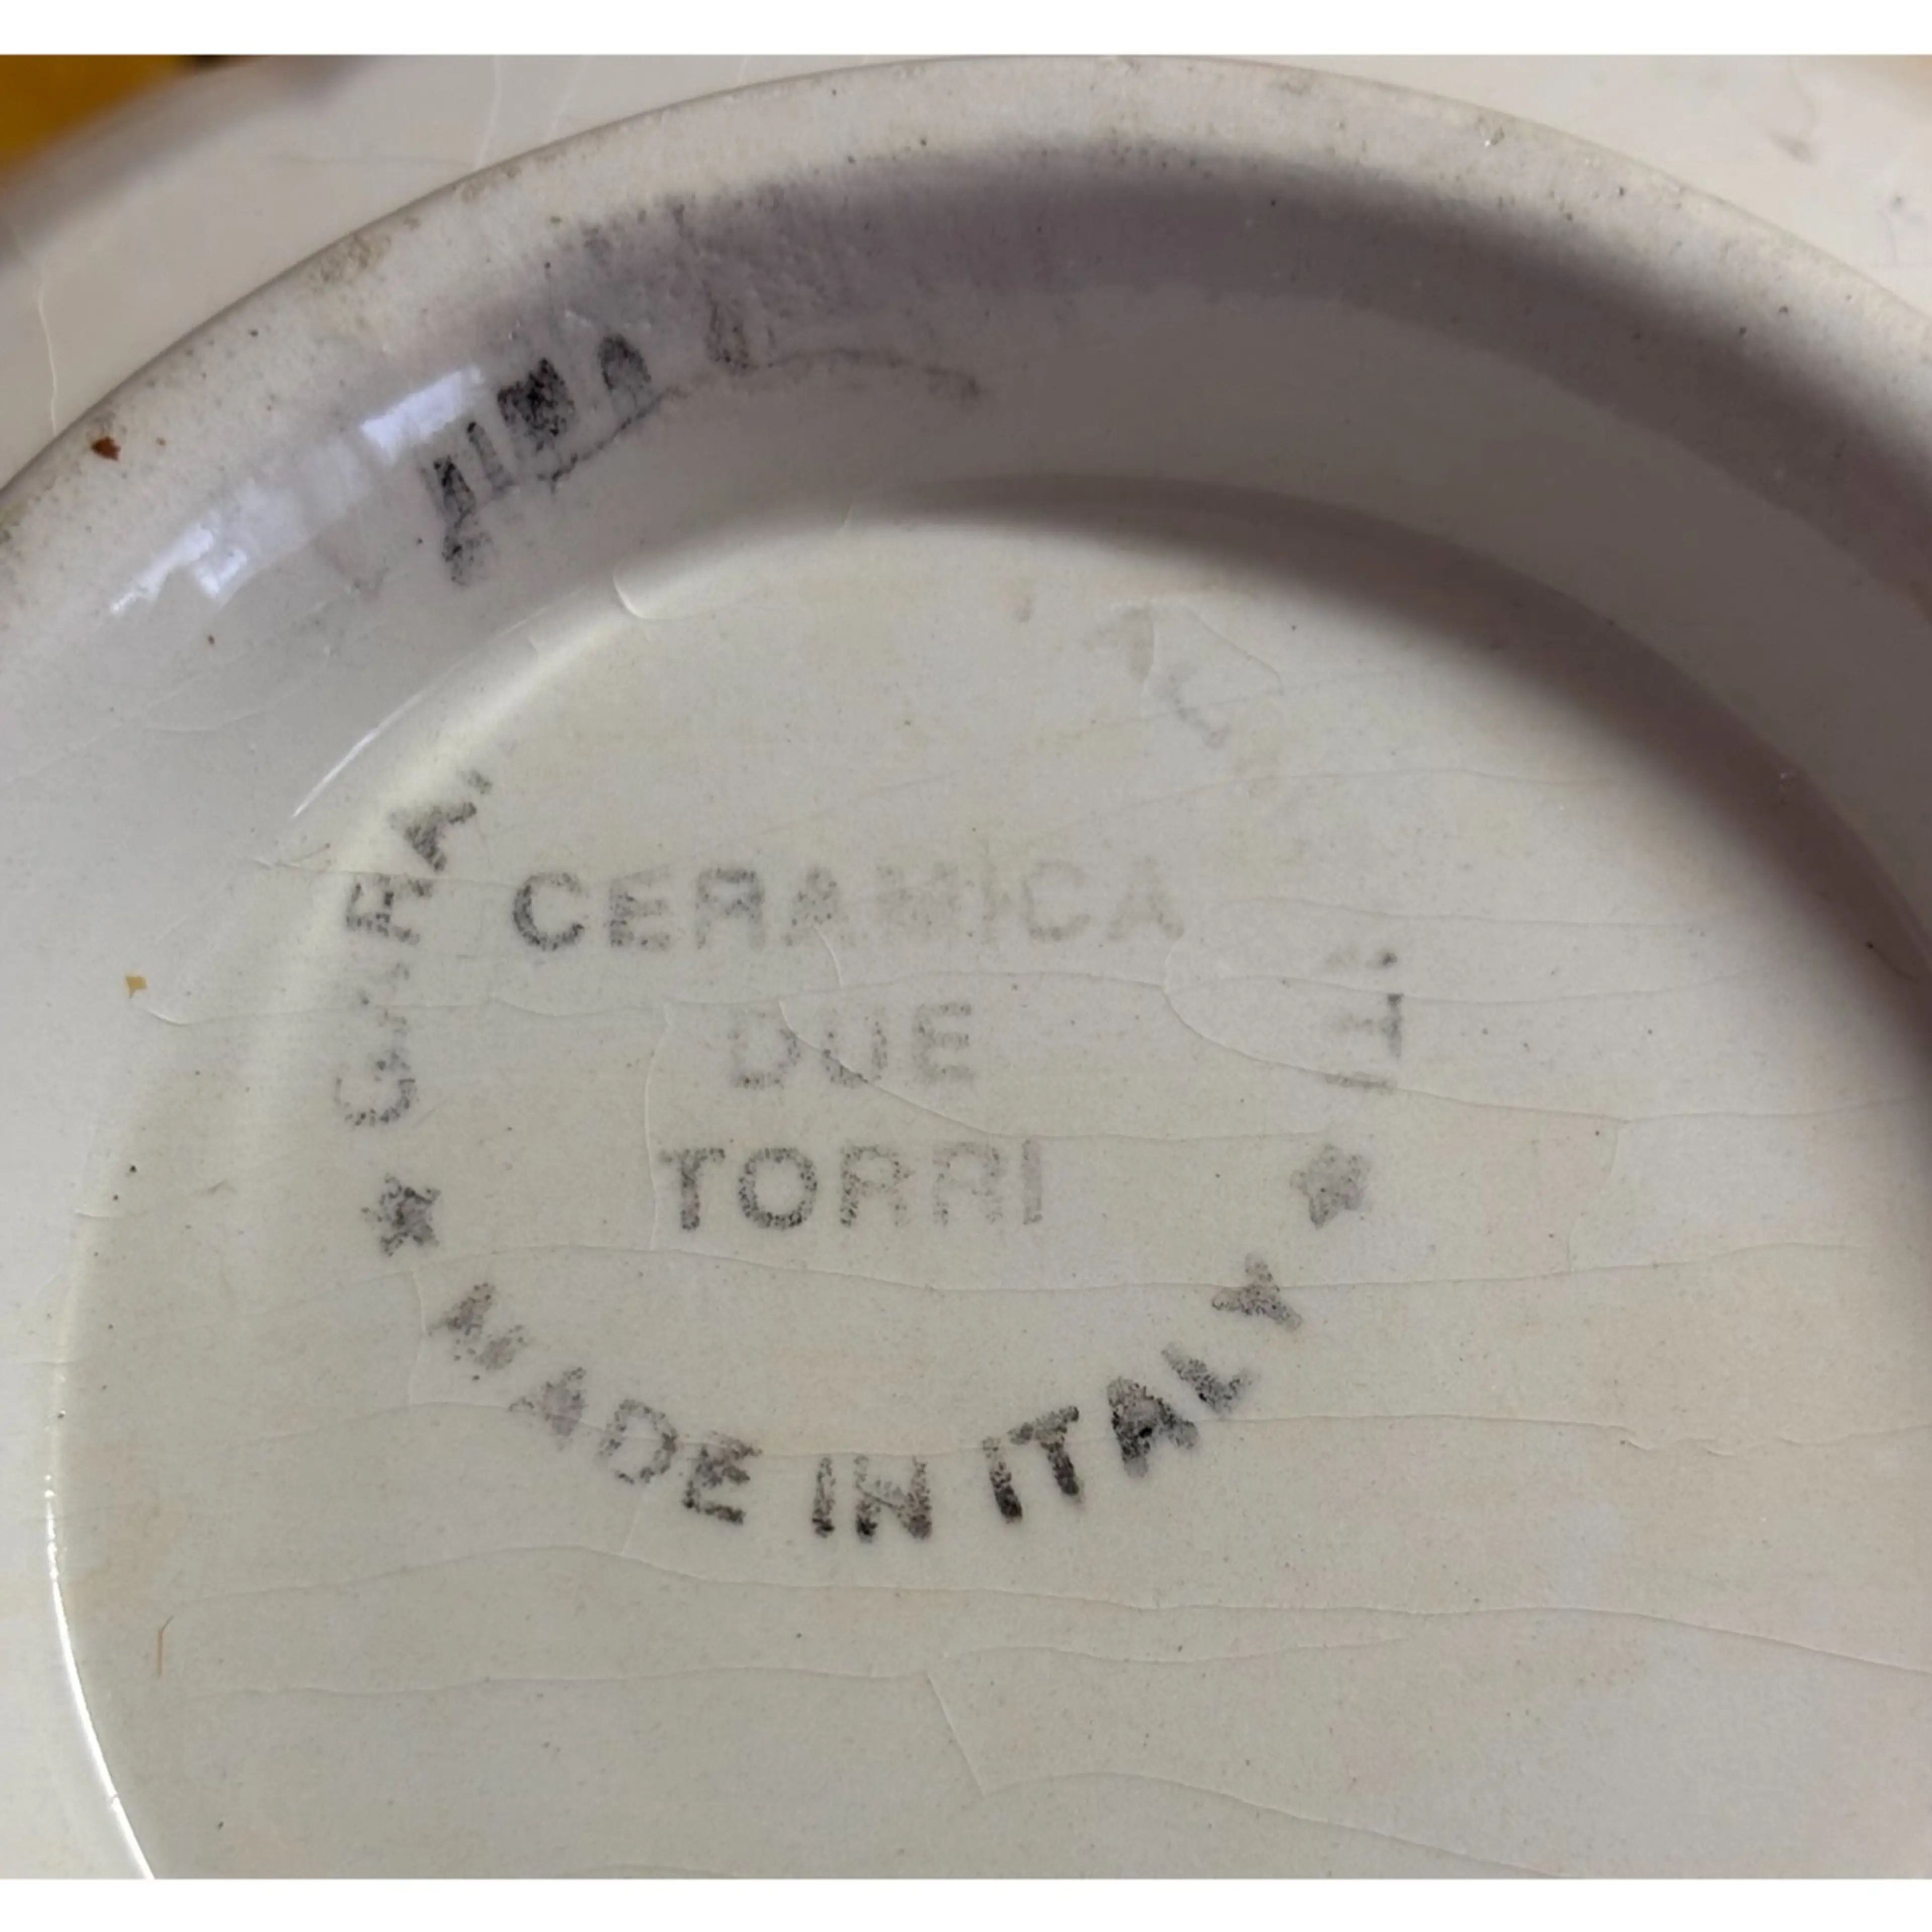 CERAMICA
DUE
TORRI
★ MADE IN ITALY ★